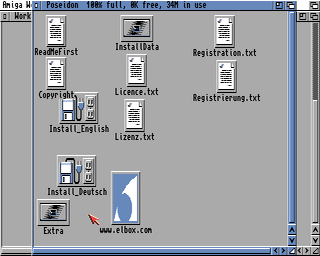 Amiga Wo
Poseidon 100% full, 0K free, 34M in use
Work
ReadMeFirst
InstallData
Registration.txt
Copyright
Licence.txt
Registrierung.txt
Install_English
Lizenz.txt
Install_Deutsch
Extra
www.elbox.com